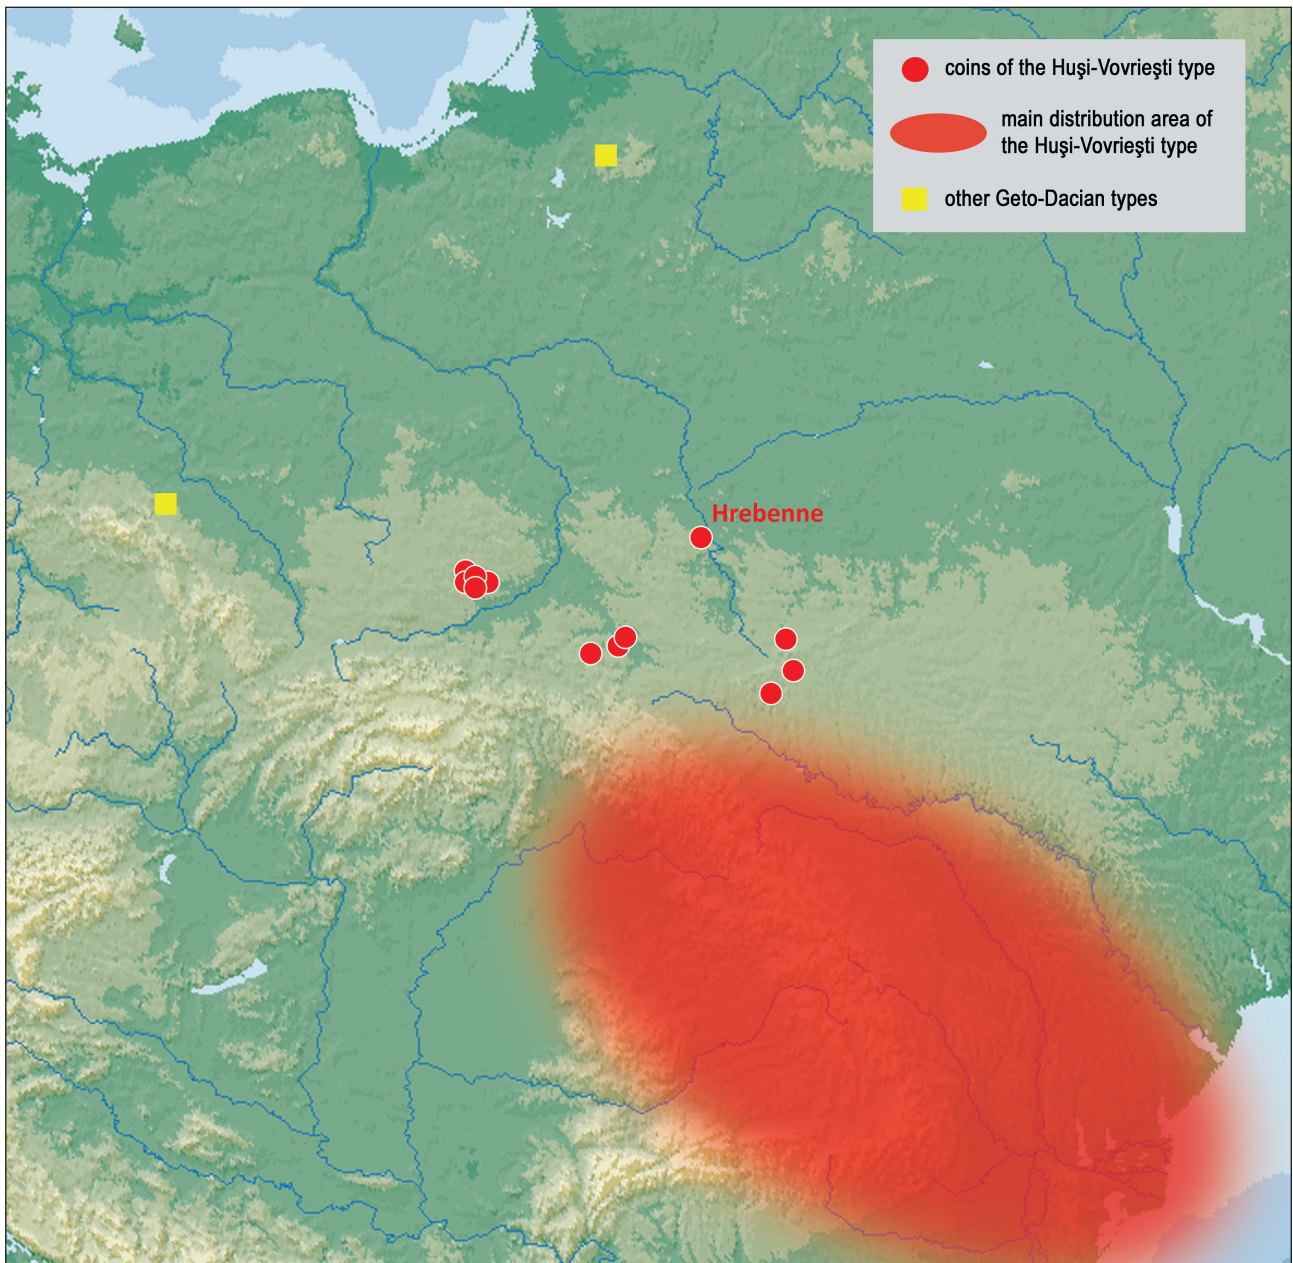 coins of the Huşi-Vovrieşti type
main distribution area of
the Huşi-Vovrieşti type
other Geto-Dacian types
Hrebenne